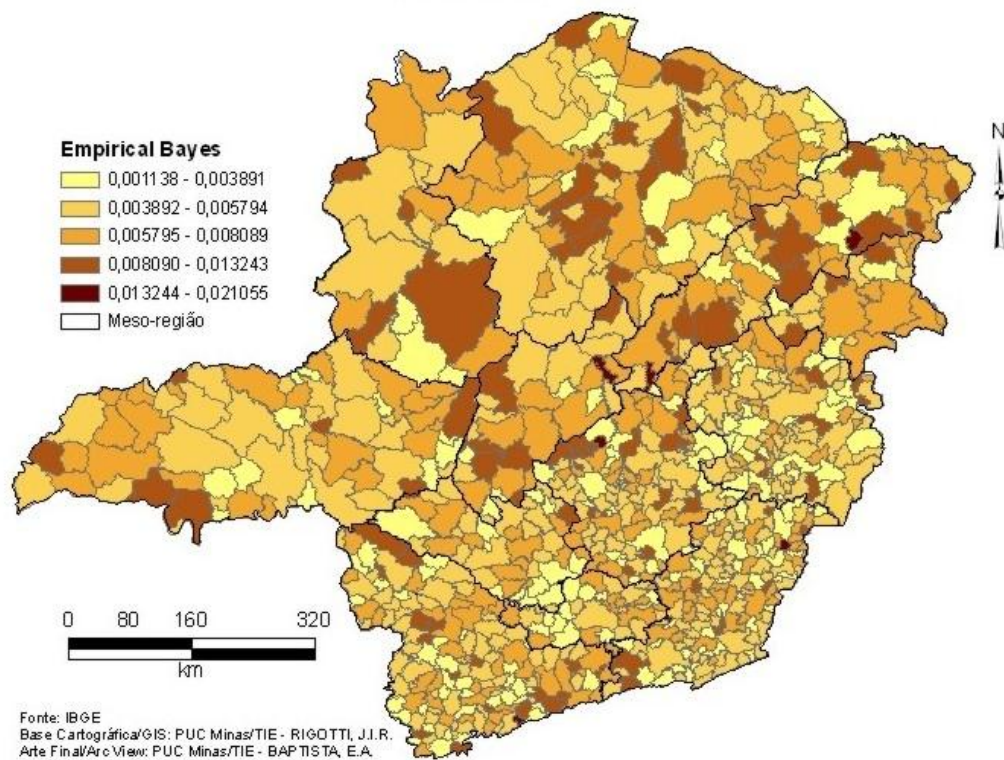 N
Empirical Bayes
0,001138 - 0,003891
0,003892 - 0,005794
0,005795 - 0,008089
0,008090 - 0,013243
0,013244 - 0,021055
Meso-região
0 80 160 320
km
Fonte: IBGE
Base Cartográfica/GIS: PUC Minas/TIE - RIGOTTI, J.I.R.
Arte Final/Arc View: PUC Minas/TIE - BAPTISTA, E.A.